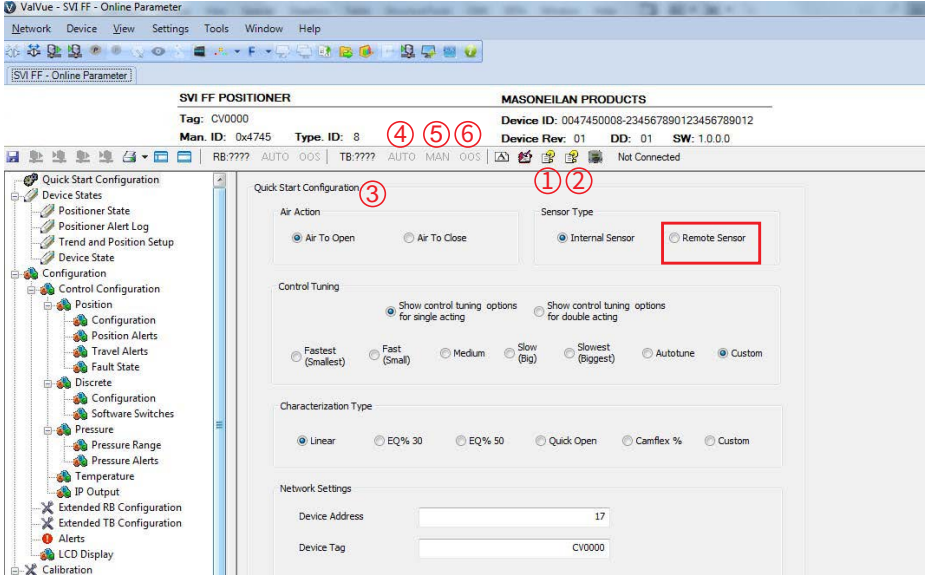 ValVue - SVI FF - Online Parameter
Network Device View Settings Tools Window Help
SVI FF - Online Parameter
SVI FF POSITIONER MASONEILAN PRODUCTS
Tag: CV0000 Device ID: 0047450008-234567890123456789012
Man. ID: 0x4745 Type. ID: 8 ④ ⑤ ⑥ Device Rev: 01 DD: 01 SW: 1.0.0.0
RB:???? AUTO OOS TB:???? AUTO MAN OOS Not Connected
① ②
Quick Start Configuration
Device States
Positioner State
Positioner Alert Log
Trend and Position Setup
Device State
Configuration
Control Configuration
Position
Configuration
Position Alerts
Travel Alerts
Fault State
Discrete
Configuration
Software Switches
Pressure
Pressure Range
Pressure Alerts
Temperature
IP Output
Extended RB Configuration
Extended TB Configuration
Alerts
LCD Display
Calibration
Quick Start Configuration ③
Air Action
Air To Open Air To Close
Sensor Type
Internal Sensor Remote Sensor
Control Tuning
Show control tuning options for single acting
Show control tuning options for double acting
Fastest (Smallest)
Fast (Small)
Medium
Slow (Big)
Slowest (Biggest)
Autotune
Custom
Characterization Type
Linear EQ% 30 EQ% 50 Quick Open Camflex % Custom
Network Settings
Device Address 17
Device Tag CV0000